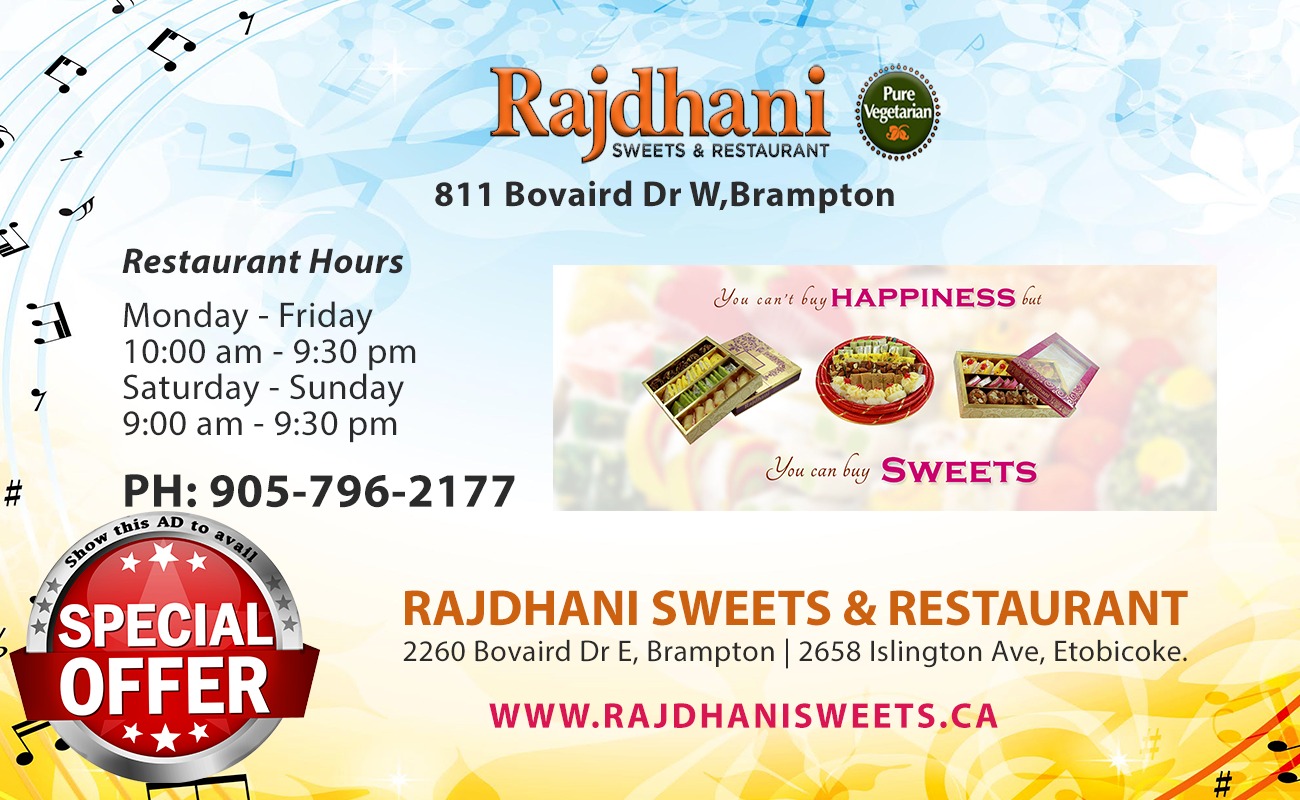 Rajdhani
SWEETS & RESTAURANT
Pure
Vegetarian
811 Bovaird Dr W,Brampton
Restaurant Hours
Monday - Friday
10:00 am - 9:30 pm
Saturday - Sunday
9:00 am - 9:30 pm
PH: 905-796-2177
You can't buy HAPPINESS but
You can buy SWEETS
Show this AD to avail
SPECIAL
OFFER
RAJDHANI SWEETS & RESTAURANT
2260 Bovaird Dr E, Brampton | 2658 Islington Ave, Etobicoke.
WWW.RAJDHANISWEETS.CA